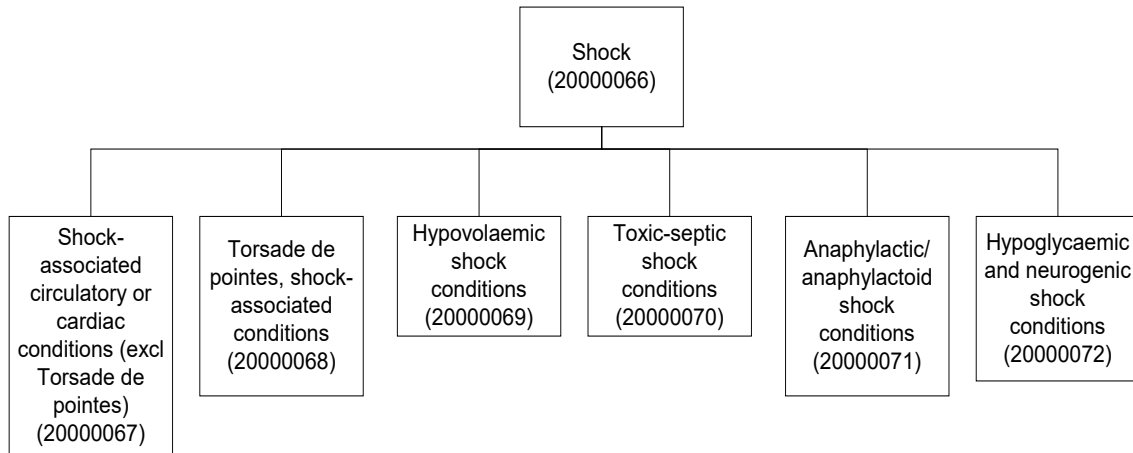 Shock
(20000066)
Shock-
associated
circulatory or
cardiac
conditions (excl
Torsade de
pointes)
(20000067)
Torsade de
pointes, shock-
associated
conditions
(20000068)
Hypovolaemic
shock
conditions
(20000069)
Toxic-septic
shock
conditions
(20000070)
Anaphylactic/
anaphylactoid
shock
conditions
(20000071)
Hypoglycaemic
and neurogenic
shock
conditions
(20000072)